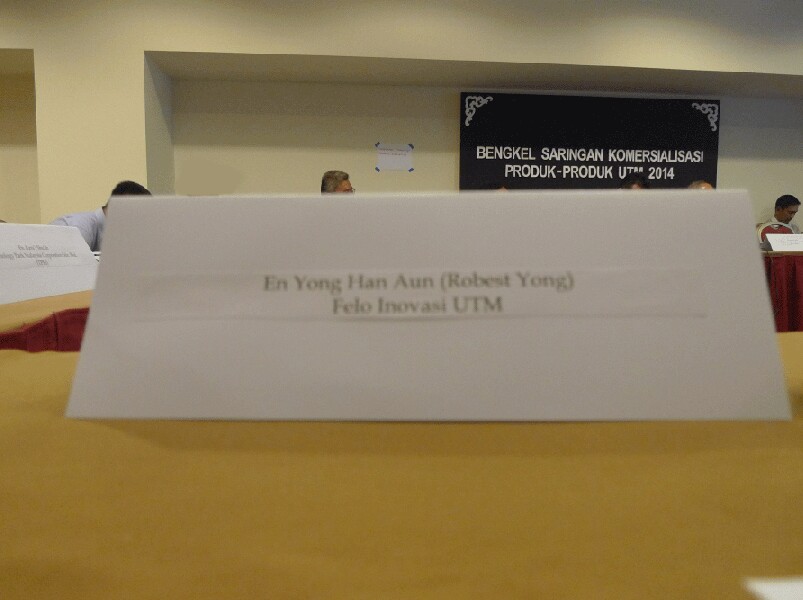 BENGKEL SARINGAN KOMERSIALISASI
PRODUK-PRODUK UTM 2014
En Yong Han Aun (Robest Yong)
Felo Inovasi UTM